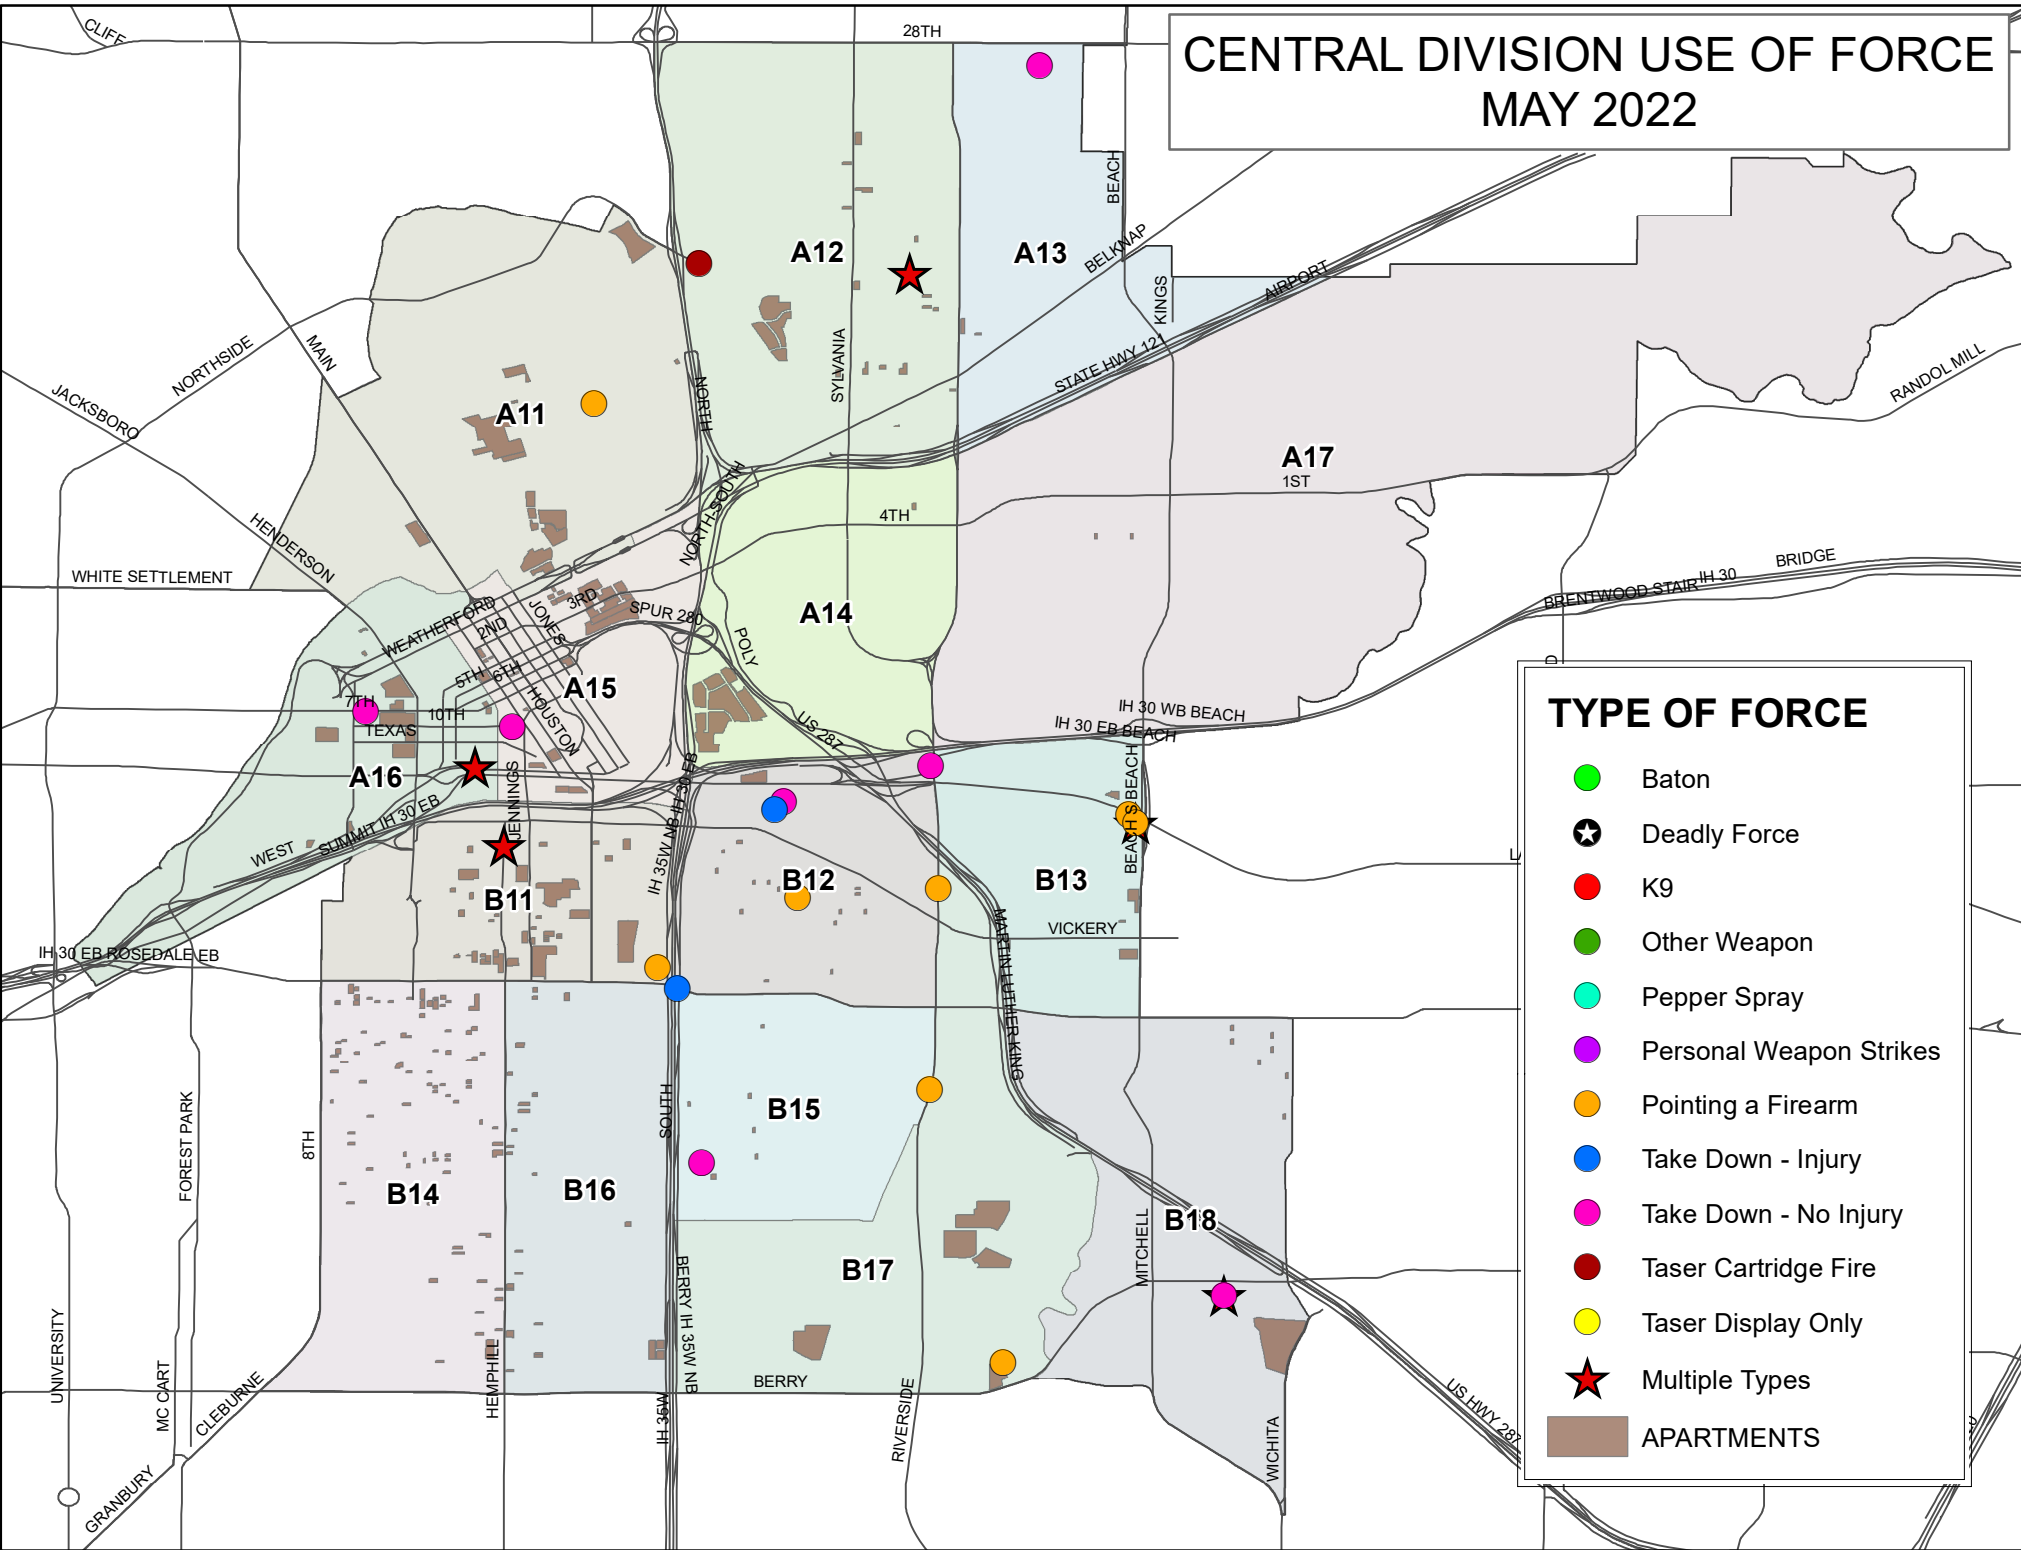 CENTRAL DIVISION USE OF FORCE
MAY 2022
CLIFF
28TH
BEACH
BELKNAP
A12
A13
AIRPORT
KINGS
NORTHSIDE
MAIN
SYLVANIA
STATE HWY 121
RANDOL MILL
JACKSBORO
NORTH
A11
A17
1ST
NORTH-SOUTH
4TH
HENDERSON
WHITE SETTLEMENT
BRIDGE
IH 30
BRENTWOOD STAIR
WEATHERFORD
JONES
3RD
2ND
SPUR 280
A14
POLY
5TH
6TH
A15
7TH
10TH
HOUSTON
TEXAS
US 287
IH 30 WB BEACH
IH 30 EB BEACH
A16
JENNINGS
IH 35W NB IH 30 EB
BEACH S BEACH
SUMMIT IH 30 EB
WEST
B11
B12
B13
VICKERY
MARTIN LUTHER KING
IH 30 EB ROSEDALE EB
SOUTH
B15
FOREST PARK
8TH
B14
B16
B18
MITCHELL
B17
BERRY IH 35W NB
UNIVERSITY
MC CART
CLEBURNE
HEMPHILL
BERRY
IH 35W
RIVERSIDE
WICHITA
US HWY 287
GRANBURY
TYPE OF FORCE
Baton
Deadly Force
K9
Other Weapon
Pepper Spray
Personal Weapon Strikes
Pointing a Firearm
Take Down - Injury
Take Down - No Injury
Taser Cartridge Fire
Taser Display Only
Multiple Types
APARTMENTS